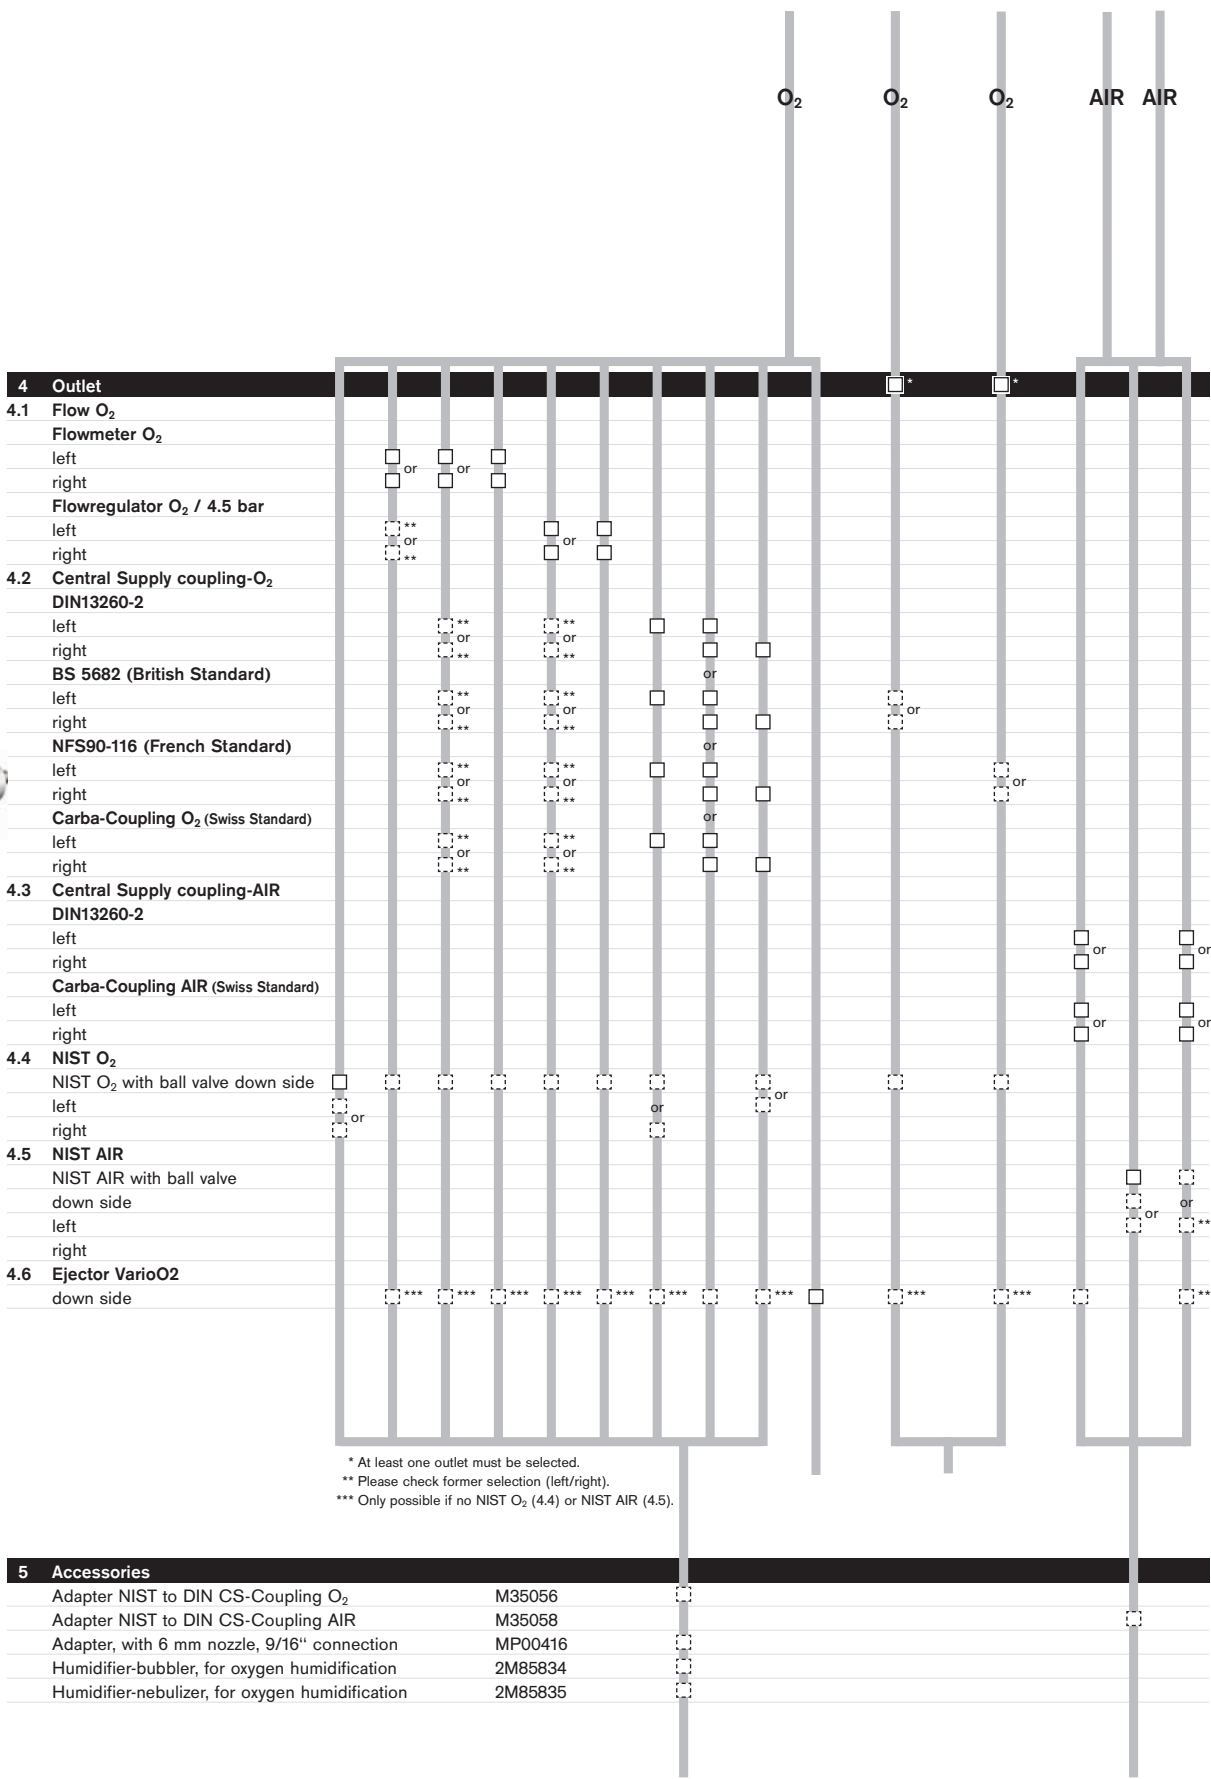 O2 O2 O2 AIR AIR
4 Outlet * *
4.1 Flow O2
Flowmeter O2
left
or or
right
Flowregulator O2 / 4.5 bar
left **
or or
right **
4.2 Central Supply coupling-O2
DIN13260-2
left ** **
or or
right ** **
BS 5682 (British Standard) or
left ** **
or or or
right ** **
NFS90-116 (French Standard) or
left ** **
or or or
right ** **
Carba-Coupling O2 (Swiss Standard) or
left ** **
or or
right ** **
4.3 Central Supply coupling-AIR
DIN13260-2
left
or or
right
Carba-Coupling AIR (Swiss Standard)
left
or or
right
4.4 NIST O2
NIST O2 with ball valve down side
or
left or
or
right
4.5 NIST AIR
NIST AIR with ball valve
down side or
or
left **
right
4.6 Ejector VarioO2
down side *** *** *** *** *** *** *** *** *** **
* At least one outlet must be selected.
** Please check former selection (left/right).
*** Only possible if no NIST O2 (4.4) or NIST AIR (4.5).
5 Accessories
Adapter NIST to DIN CS-Coupling O2 M35056
Adapter NIST to DIN CS-Coupling AIR M35058
Adapter, with 6 mm nozzle, 9/16“ connection MP00416
Humidifier-bubbler, for oxygen humidification 2M85834
Humidifier-nebulizer, for oxygen humidification 2M85835